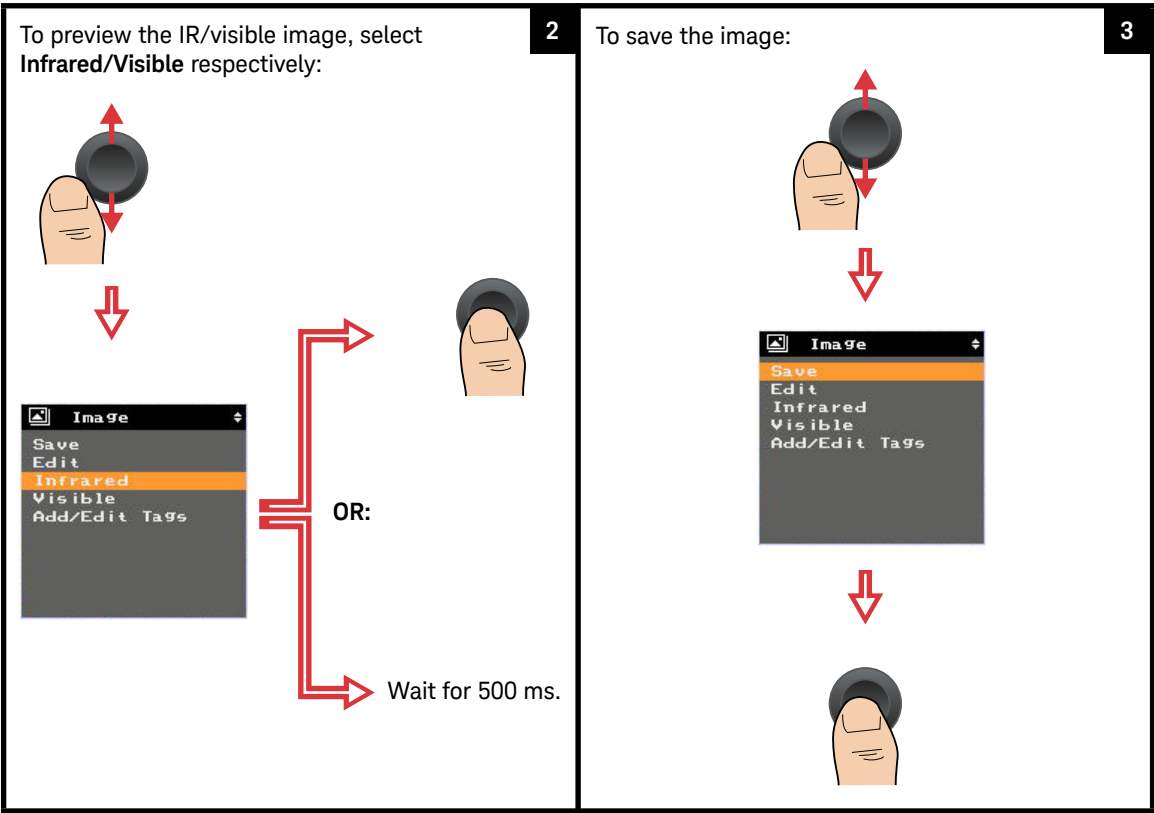 To preview the IR/visible image, select
Infrared/Visible respectively:
2
Image
Save
Edit
Infrared
Visible
Add/Edit Tags
OR:
Wait for 500 ms.
To save the image:
3
Image
Save
Edit
Infrared
Visible
Add/Edit Tags